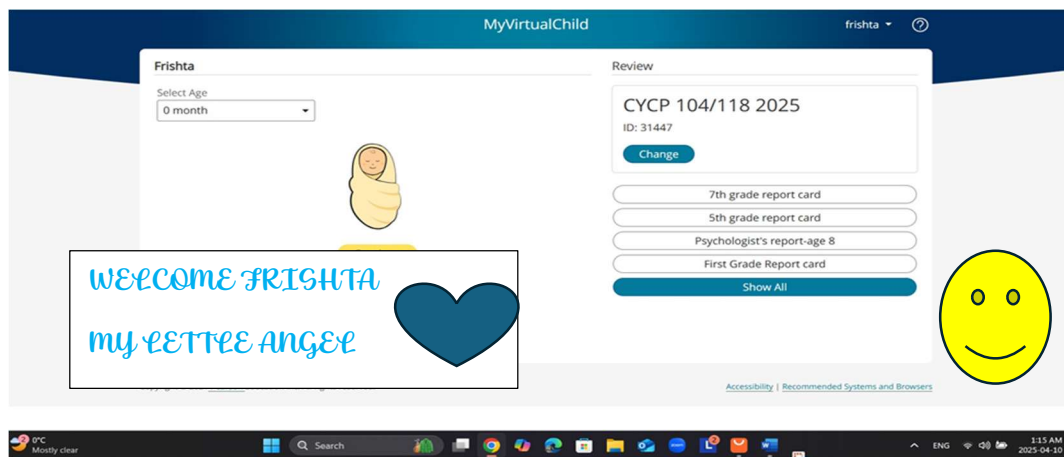 MyVirtualChild
frishta
Frishta
Review
Select Age
0 month
CYCP 104/118 2025
ID: 31447
Change
7th grade report card
5th grade report card
Psychologist's report-age 8
First Grade Report card
Show All
WELCOME FRISHTA
MY LETTLE ANGEL
Accessibility | Recommended Systems and Browsers
2
0°C
Mostly clear
Search
ENG
1:15 AM
2025-04-10